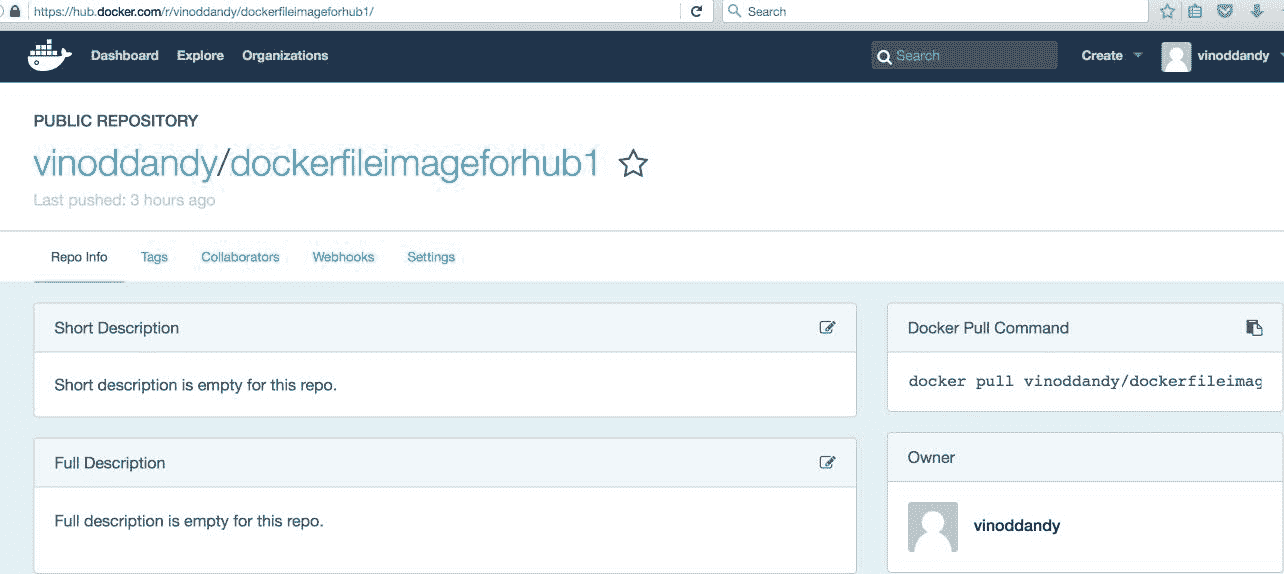 https://hub.docker.com/r/vinoddandy/dockerfileimageforhub1/
Search
Dashboard Explore Organizations Search Create vinoddandy
PUBLIC REPOSITORY
vinoddandy/dockerfileimageforhub1
Last pushed: 3 hours ago
Repo Info Tags Collaborators Webhooks Settings
Short Description
Short description is empty for this repo.
Full Description
Full description is empty for this repo.
Docker Pull Command
docker pull vinoddandy/dockerfileimag
Owner
vinoddandy